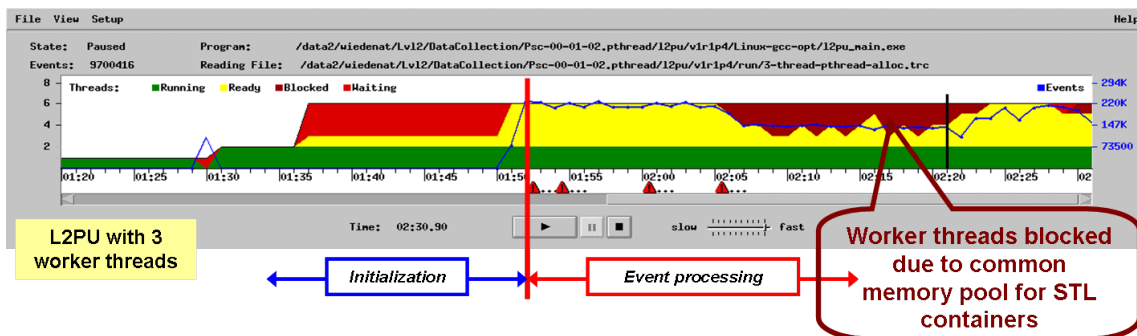 File View Setup Help
State: Paused Program: /data2/wiedenat/Lvl2/DataCollection/Psc-00-01-02.pthread/l2pu/v1r1p4/Linux-gcc-opt/l2pu_main.exe
Events: 9700416 Reading File: /data2/wiedenat/Lvl2/DataCollection/Psc-00-01-02.pthread/l2pu/v1r1p4/run/3-thread-pthread-alloc.trc
Threads: Running Ready Blocked Waiting Events
8 294K
6 220K
4 147K
2 73500
01:20 01:25 01:30 01:35 01:40 01:45 01:50 01:55 02:00 02:05 02:10 02:15 02:20 02:25 02
... ... ... ...
Time: 02:30.90 slow fast
L2PU with 3
worker threads
Initialization
Event processing
Worker threads blocked
due to common
memory pool for STL
containers